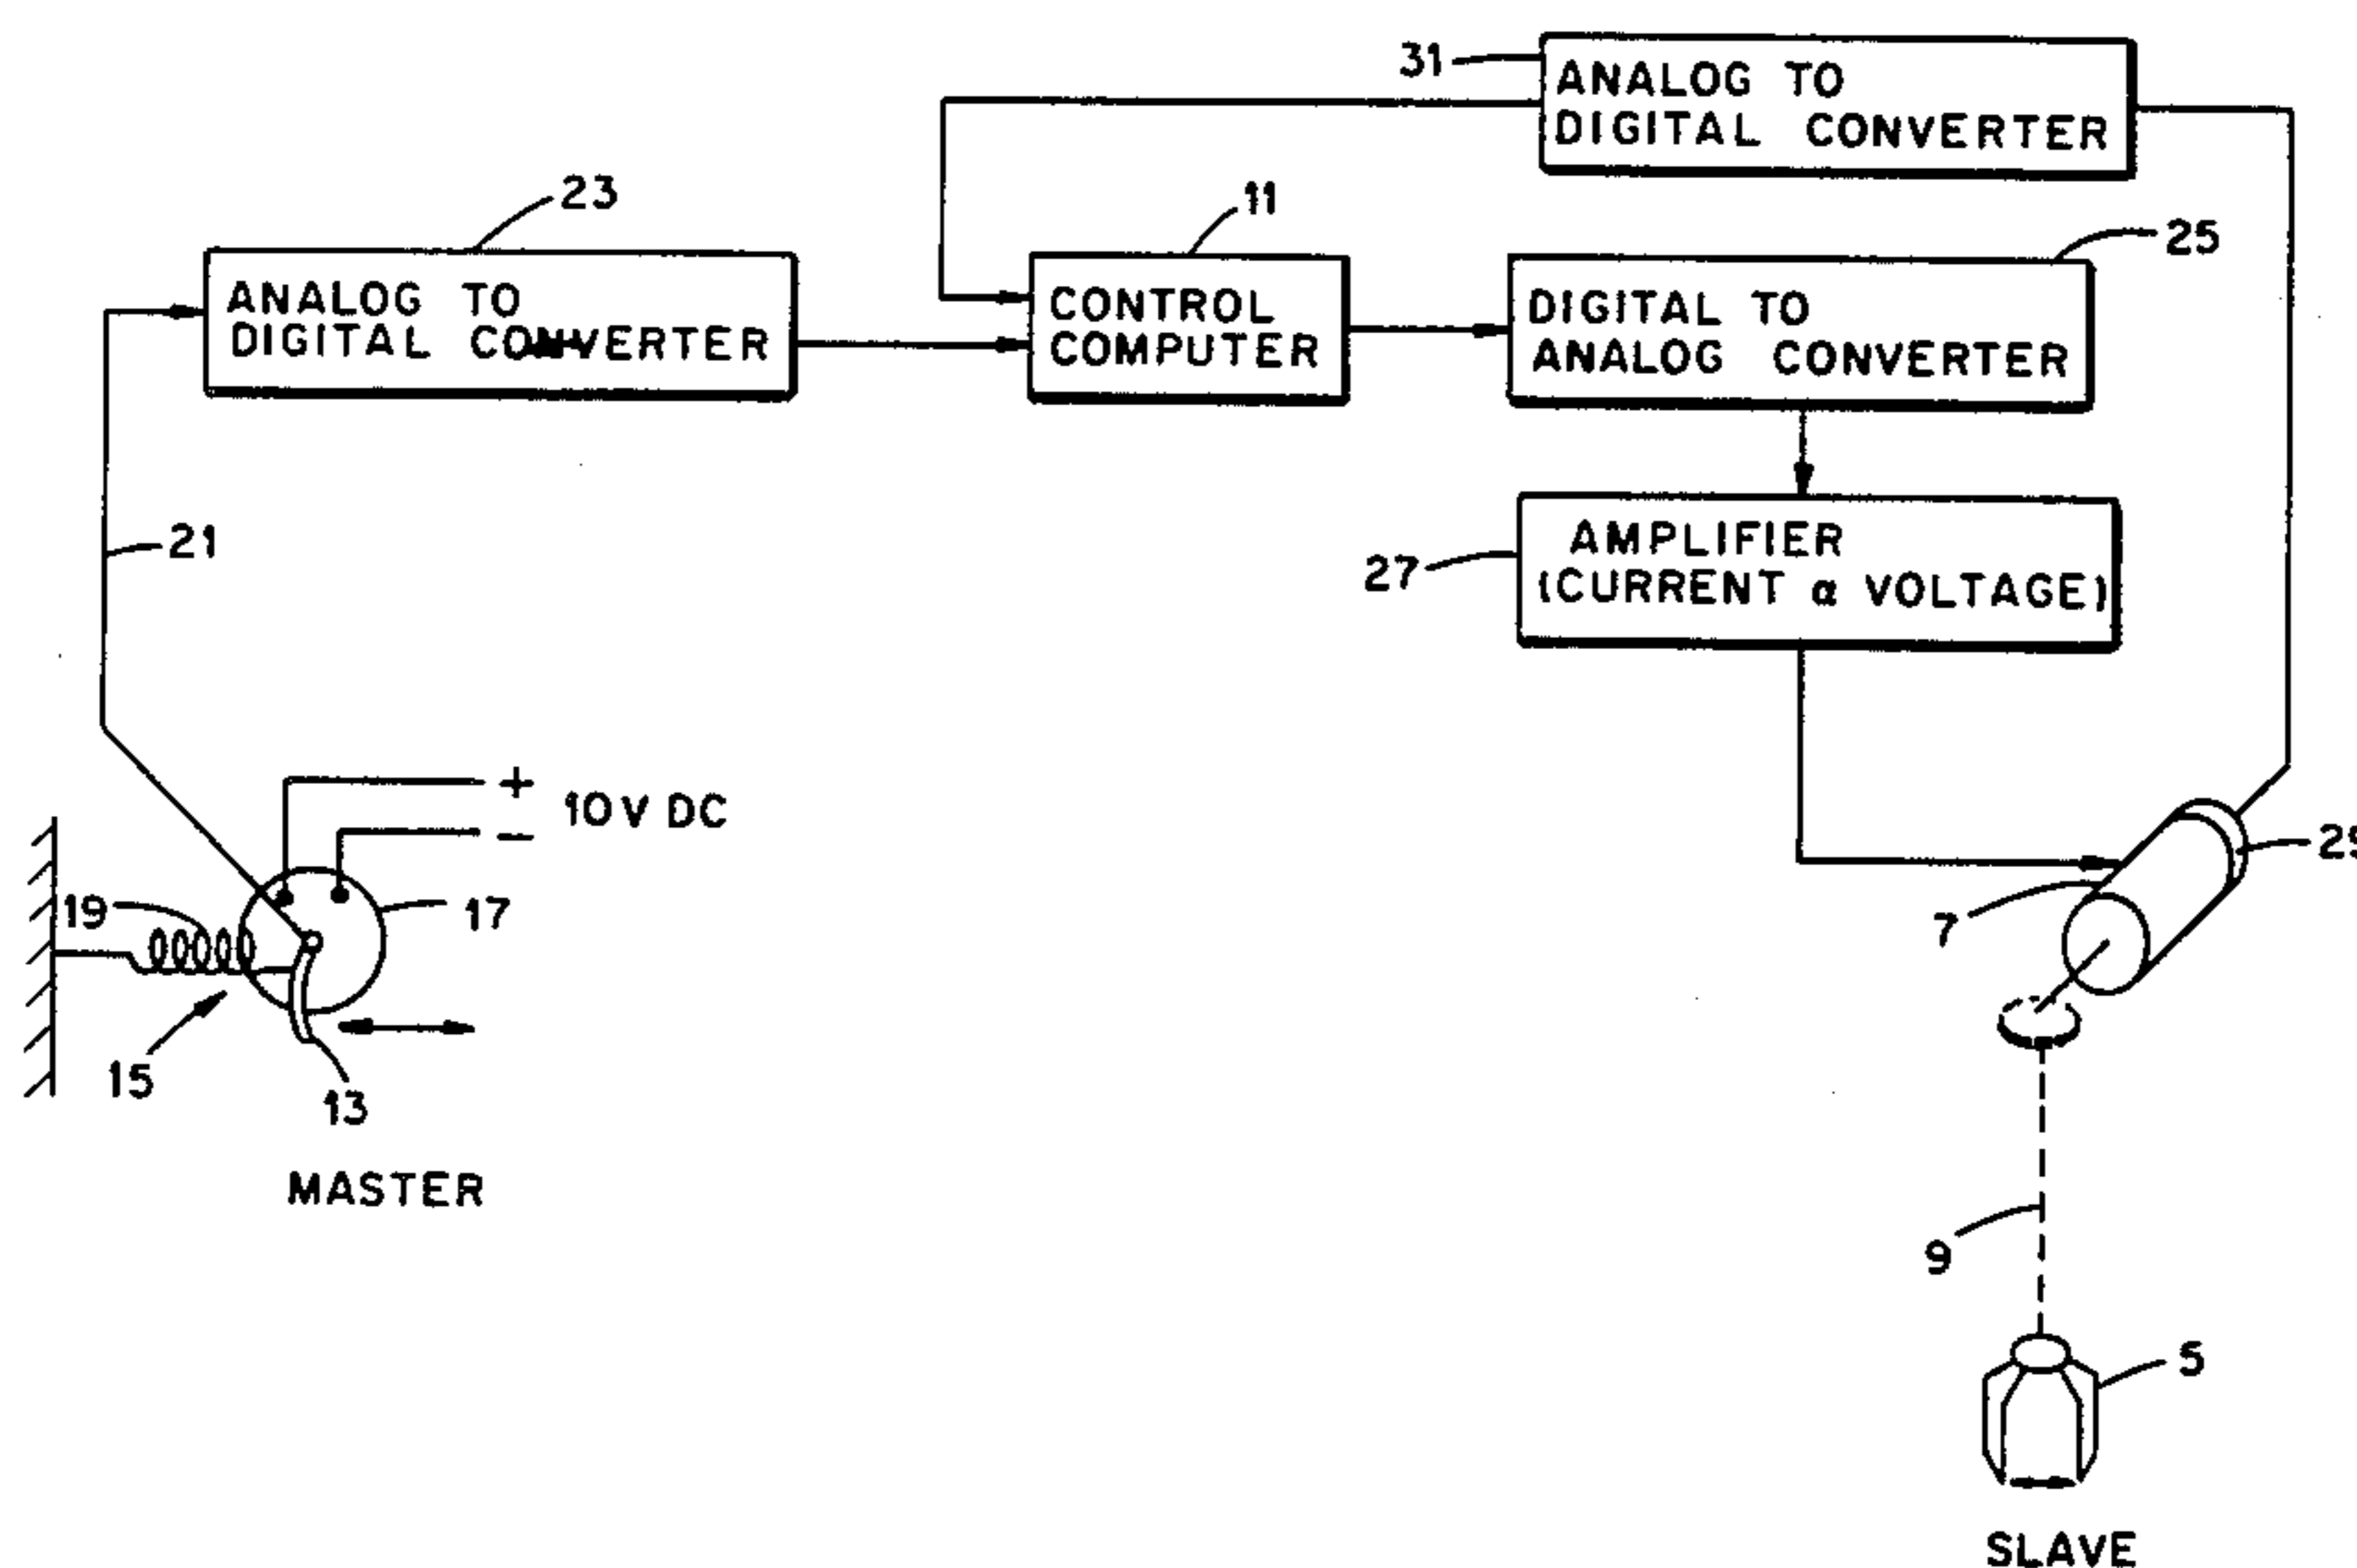 31
ANALOG TO
DIGITAL CONVERTER
23
11
25
ANALOG TO
DIGITAL CONVERTER
CONTROL
COMPUTER
DIGITAL TO
ANALOG CONVERTER
21
27
AMPLIFIER
(CURRENT α VOLTAGE)
+
10V DC
−
29
19
17
7
15
13
MASTER
9
5
SLAVE